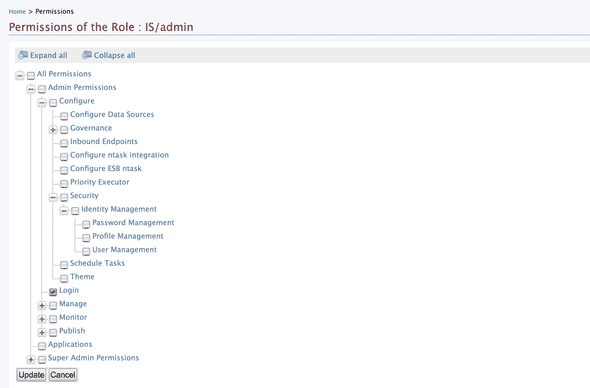 Home > Permissions
Permissions of the Role : IS/admin
Expand all Collapse all
All Permissions
Admin Permissions
Configure
Configure Data Sources
Governance
Inbound Endpoints
Configure ntask integration
Configure ESB ntask
Priority Executor
Security
Identity Management
Password Management
Profile Management
User Management
Schedule Tasks
Theme
Login
Manage
Monitor
Publish
Applications
Super Admin Permissions
Update Cancel